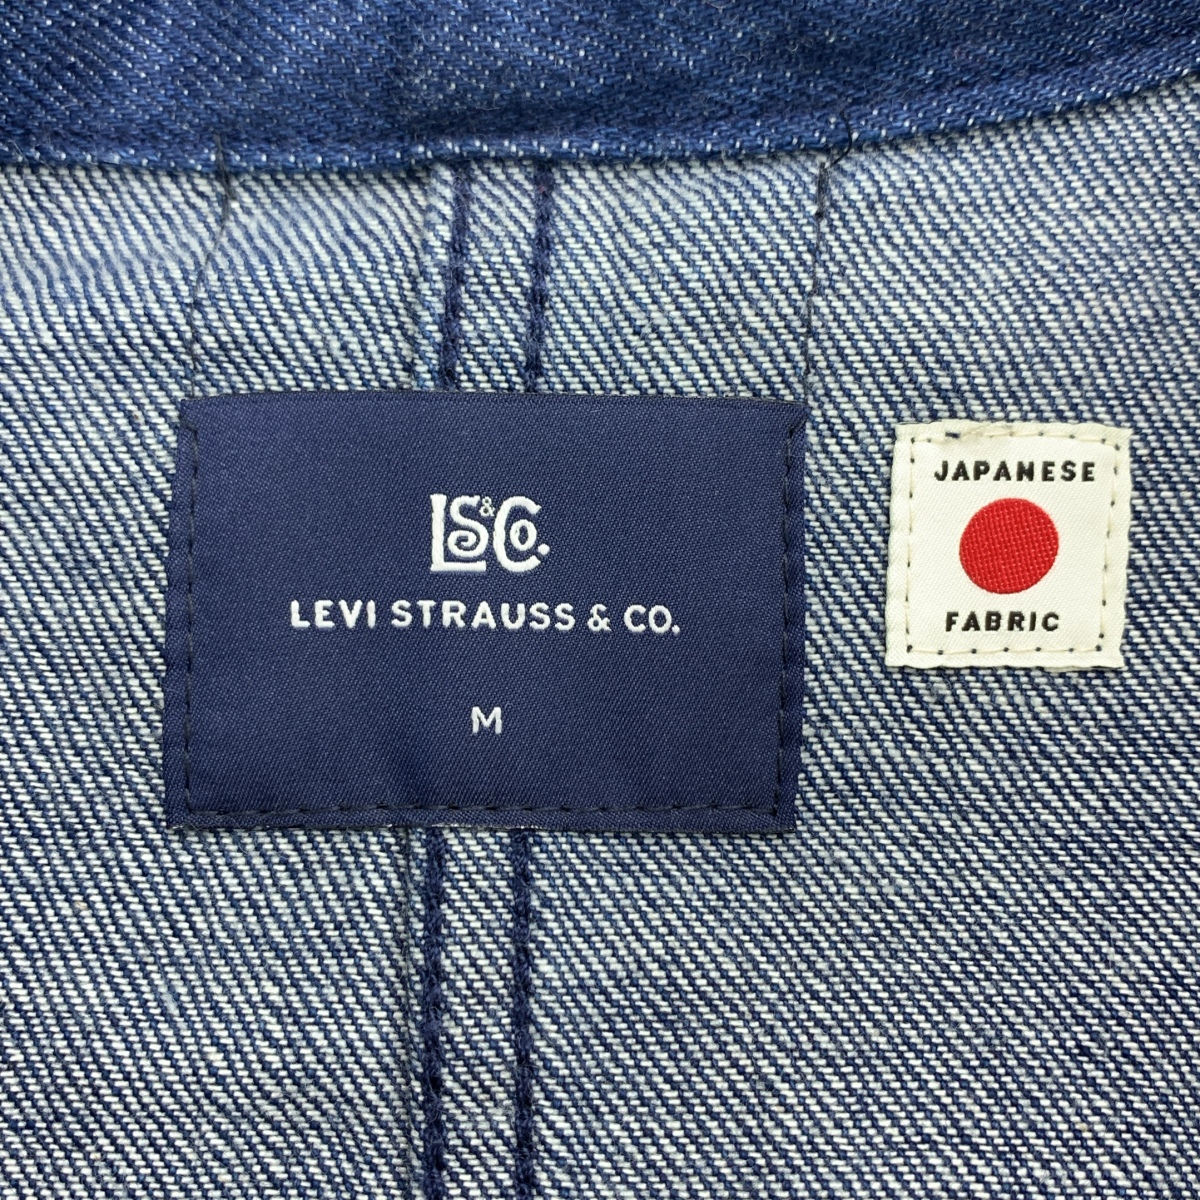 LS&Co.
LEVI STRAUSS & CO.
M
JAPANESE
FABRIC